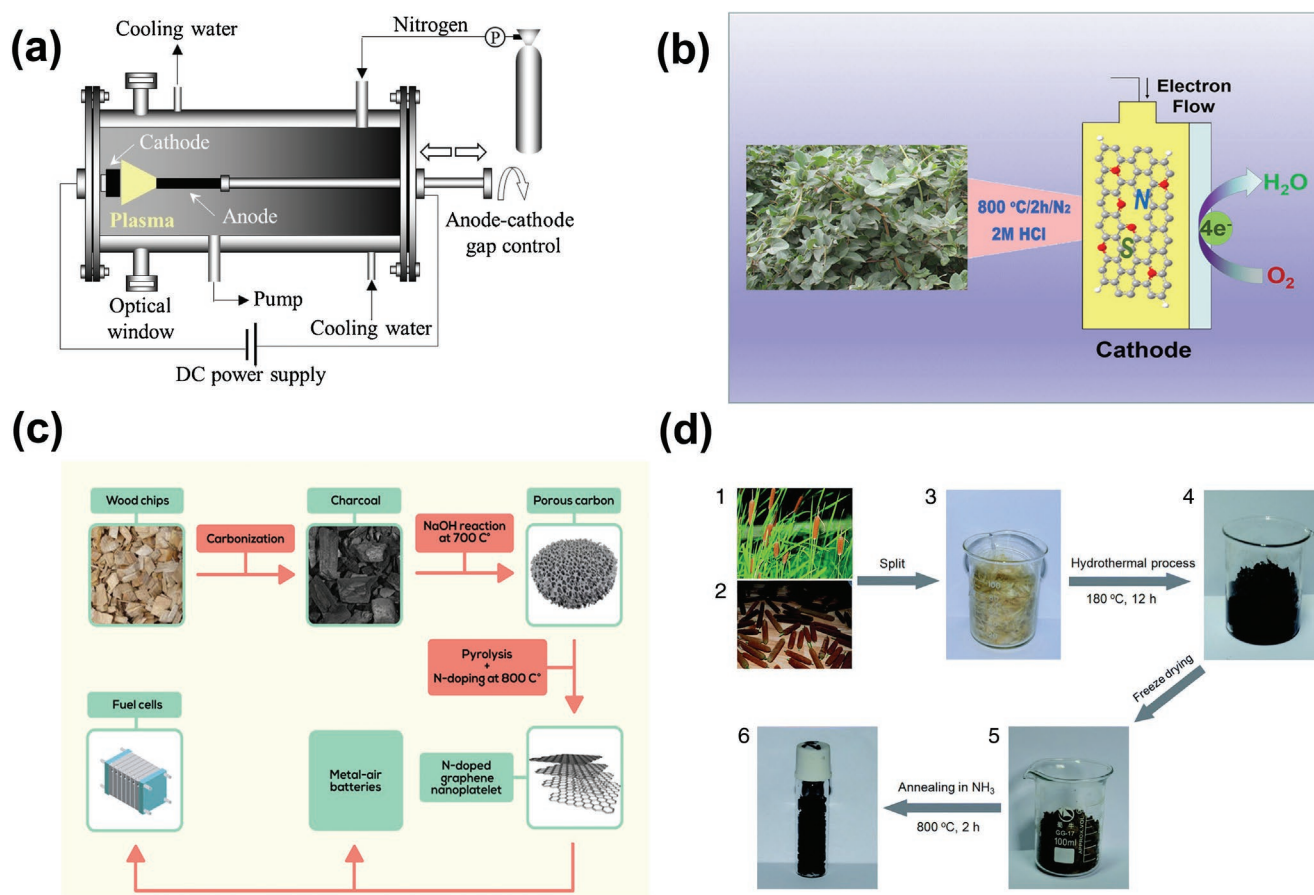 (a)
Cooling water
Nitrogen
P
Cathode
Plasma
Anode
Anode-cathode
gap control
Optical
window
Pump
Cooling water
DC power supply
(b)
Electron
Flow
800 °C/2h/N2
2M HCl
N
S
H₂O
4e⁻
O₂
Cathode
(c)
Wood chips
Carbonization
Charcoal
NaOH reaction
at 700 C°
Porous carbon
Pyrolysis
+
N-doping at 800 C°
Fuel cells
Metal-air
batteries
N-doped
graphene
nanoplatelet
(d)
1
2
Split
3
Hydrothermal process
180 °C, 12 h
4
Freeze drying
5
GG-17
100ml
Annealing in NH₃
800 °C, 2 h
6